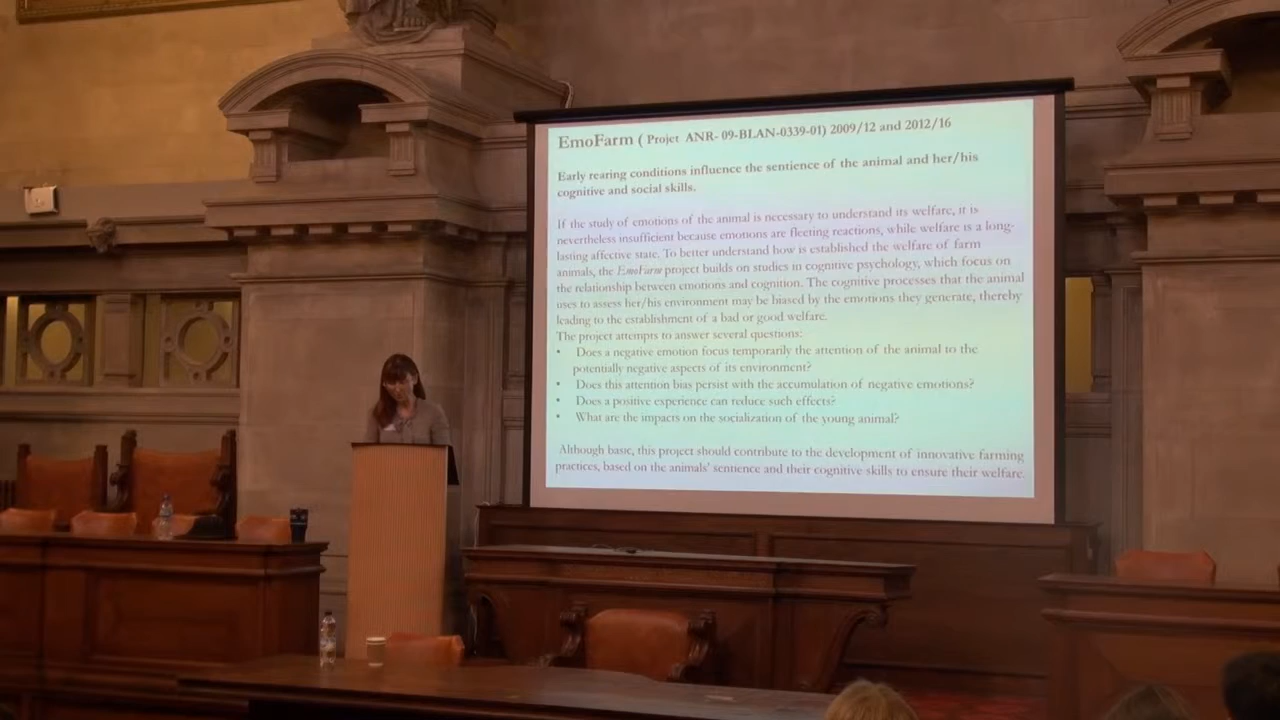 EmoFarm ( Projet ANR- 09-BLAN-0339-01) 2009/12 and 2012/16
Early rearing conditions influence the sentience of the animal and her/his
cognitive and social skills.
If the study of emotions of the animal is necessary to understand its welfare, it is
nevertheless insufficient because emotions are fleeting reactions, while welfare is a long-
lasting affective state. To better understand how is established the welfare of farm
animals, the EmoFarm project builds on studies in cognitive psychology, which focus on
the relationship between emotions and cognition. The cognitive processes that the animal
uses to assess her/his environment may be biased by the emotions they generate, thereby
leading to the establishment of a bad or good welfare.
The project attempts to answer several questions:
• Does a negative emotion focus temporarily the attention of the animal to the
potentially negative aspects of its environment?
• Does this attention bias persist with the accumulation of negative emotions?
• Does a positive experience can reduce such effects?
• What are the impacts on the socialization of the young animal?
Although basic, this project should contribute to the development of innovative farming
practices, based on the animals' sentience and their cognitive skills to ensure their welfare.